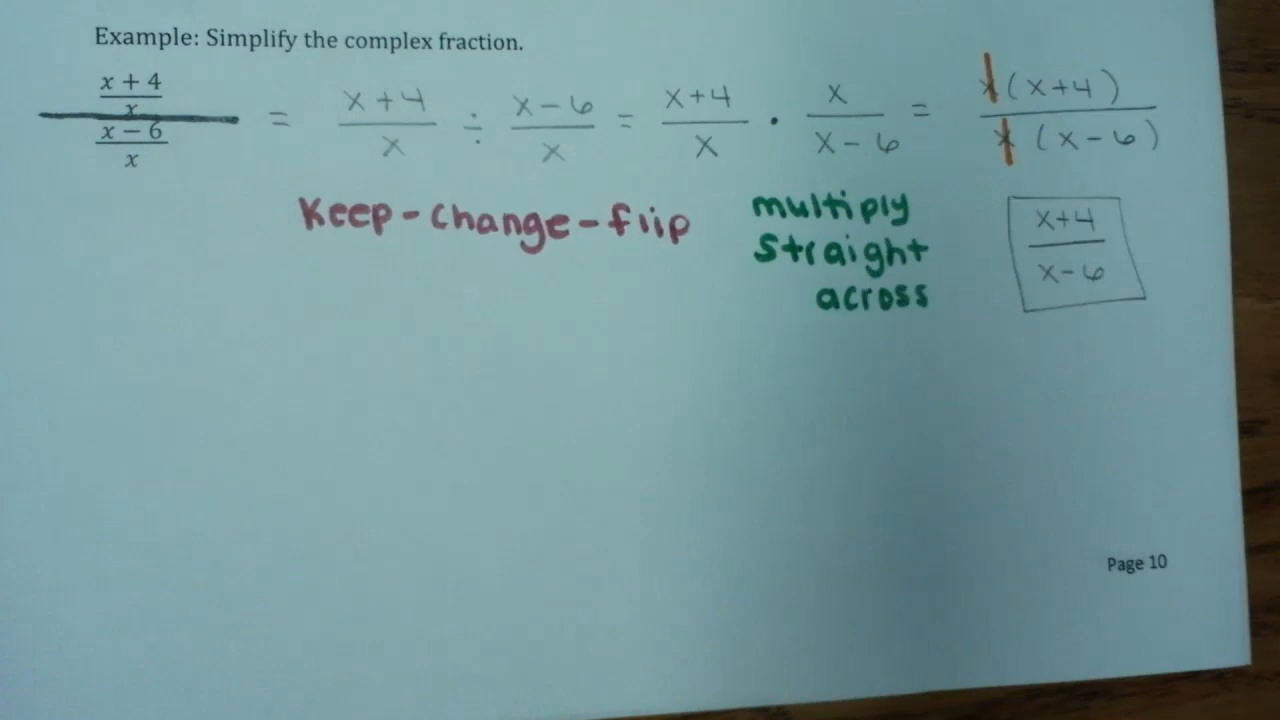 Example: Simplify the complex fraction.
x + 4
x
x − 6
x
= x+4/x ÷ x−6/x = x+4/x · x/x−6 = x(x+4)/x(x−6)
Keep-change-flip
multiply
straight
across
x+4
x−6
Page 10